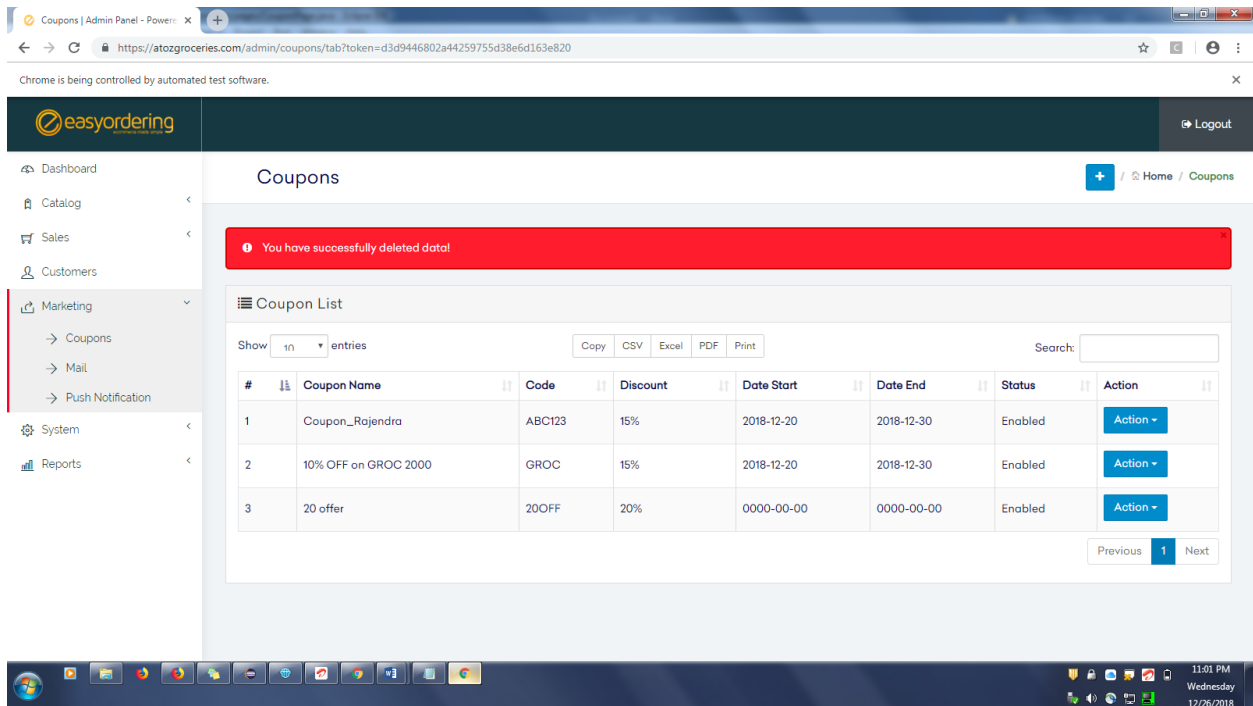 Coupons | Admin Panel - Powere
https://atozgroceries.com/admin/coupons/tab?token=d3d9446802a44259755d38e6d163e820
Chrome is being controlled by automated test software.
easyordering
Logout
Dashboard
Catalog
Sales
Customers
Marketing
Coupons
Mail
Push Notification
System
Reports
Coupons
+ / Home / Coupons
You have successfully deleted data!
Coupon List
Show 10 entries
Copy CSV Excel PDF Print
Search:
# Coupon Name Code Discount Date Start Date End Status Action
1 Coupon_Rajendra ABC123 15% 2018-12-20 2018-12-30 Enabled Action
2 10% OFF on GROC 2000 GROC 15% 2018-12-20 2018-12-30 Enabled Action
3 20 offer 20OFF 20% 0000-00-00 0000-00-00 Enabled Action
Previous 1 Next
11:01 PM
Wednesday
12/26/2018